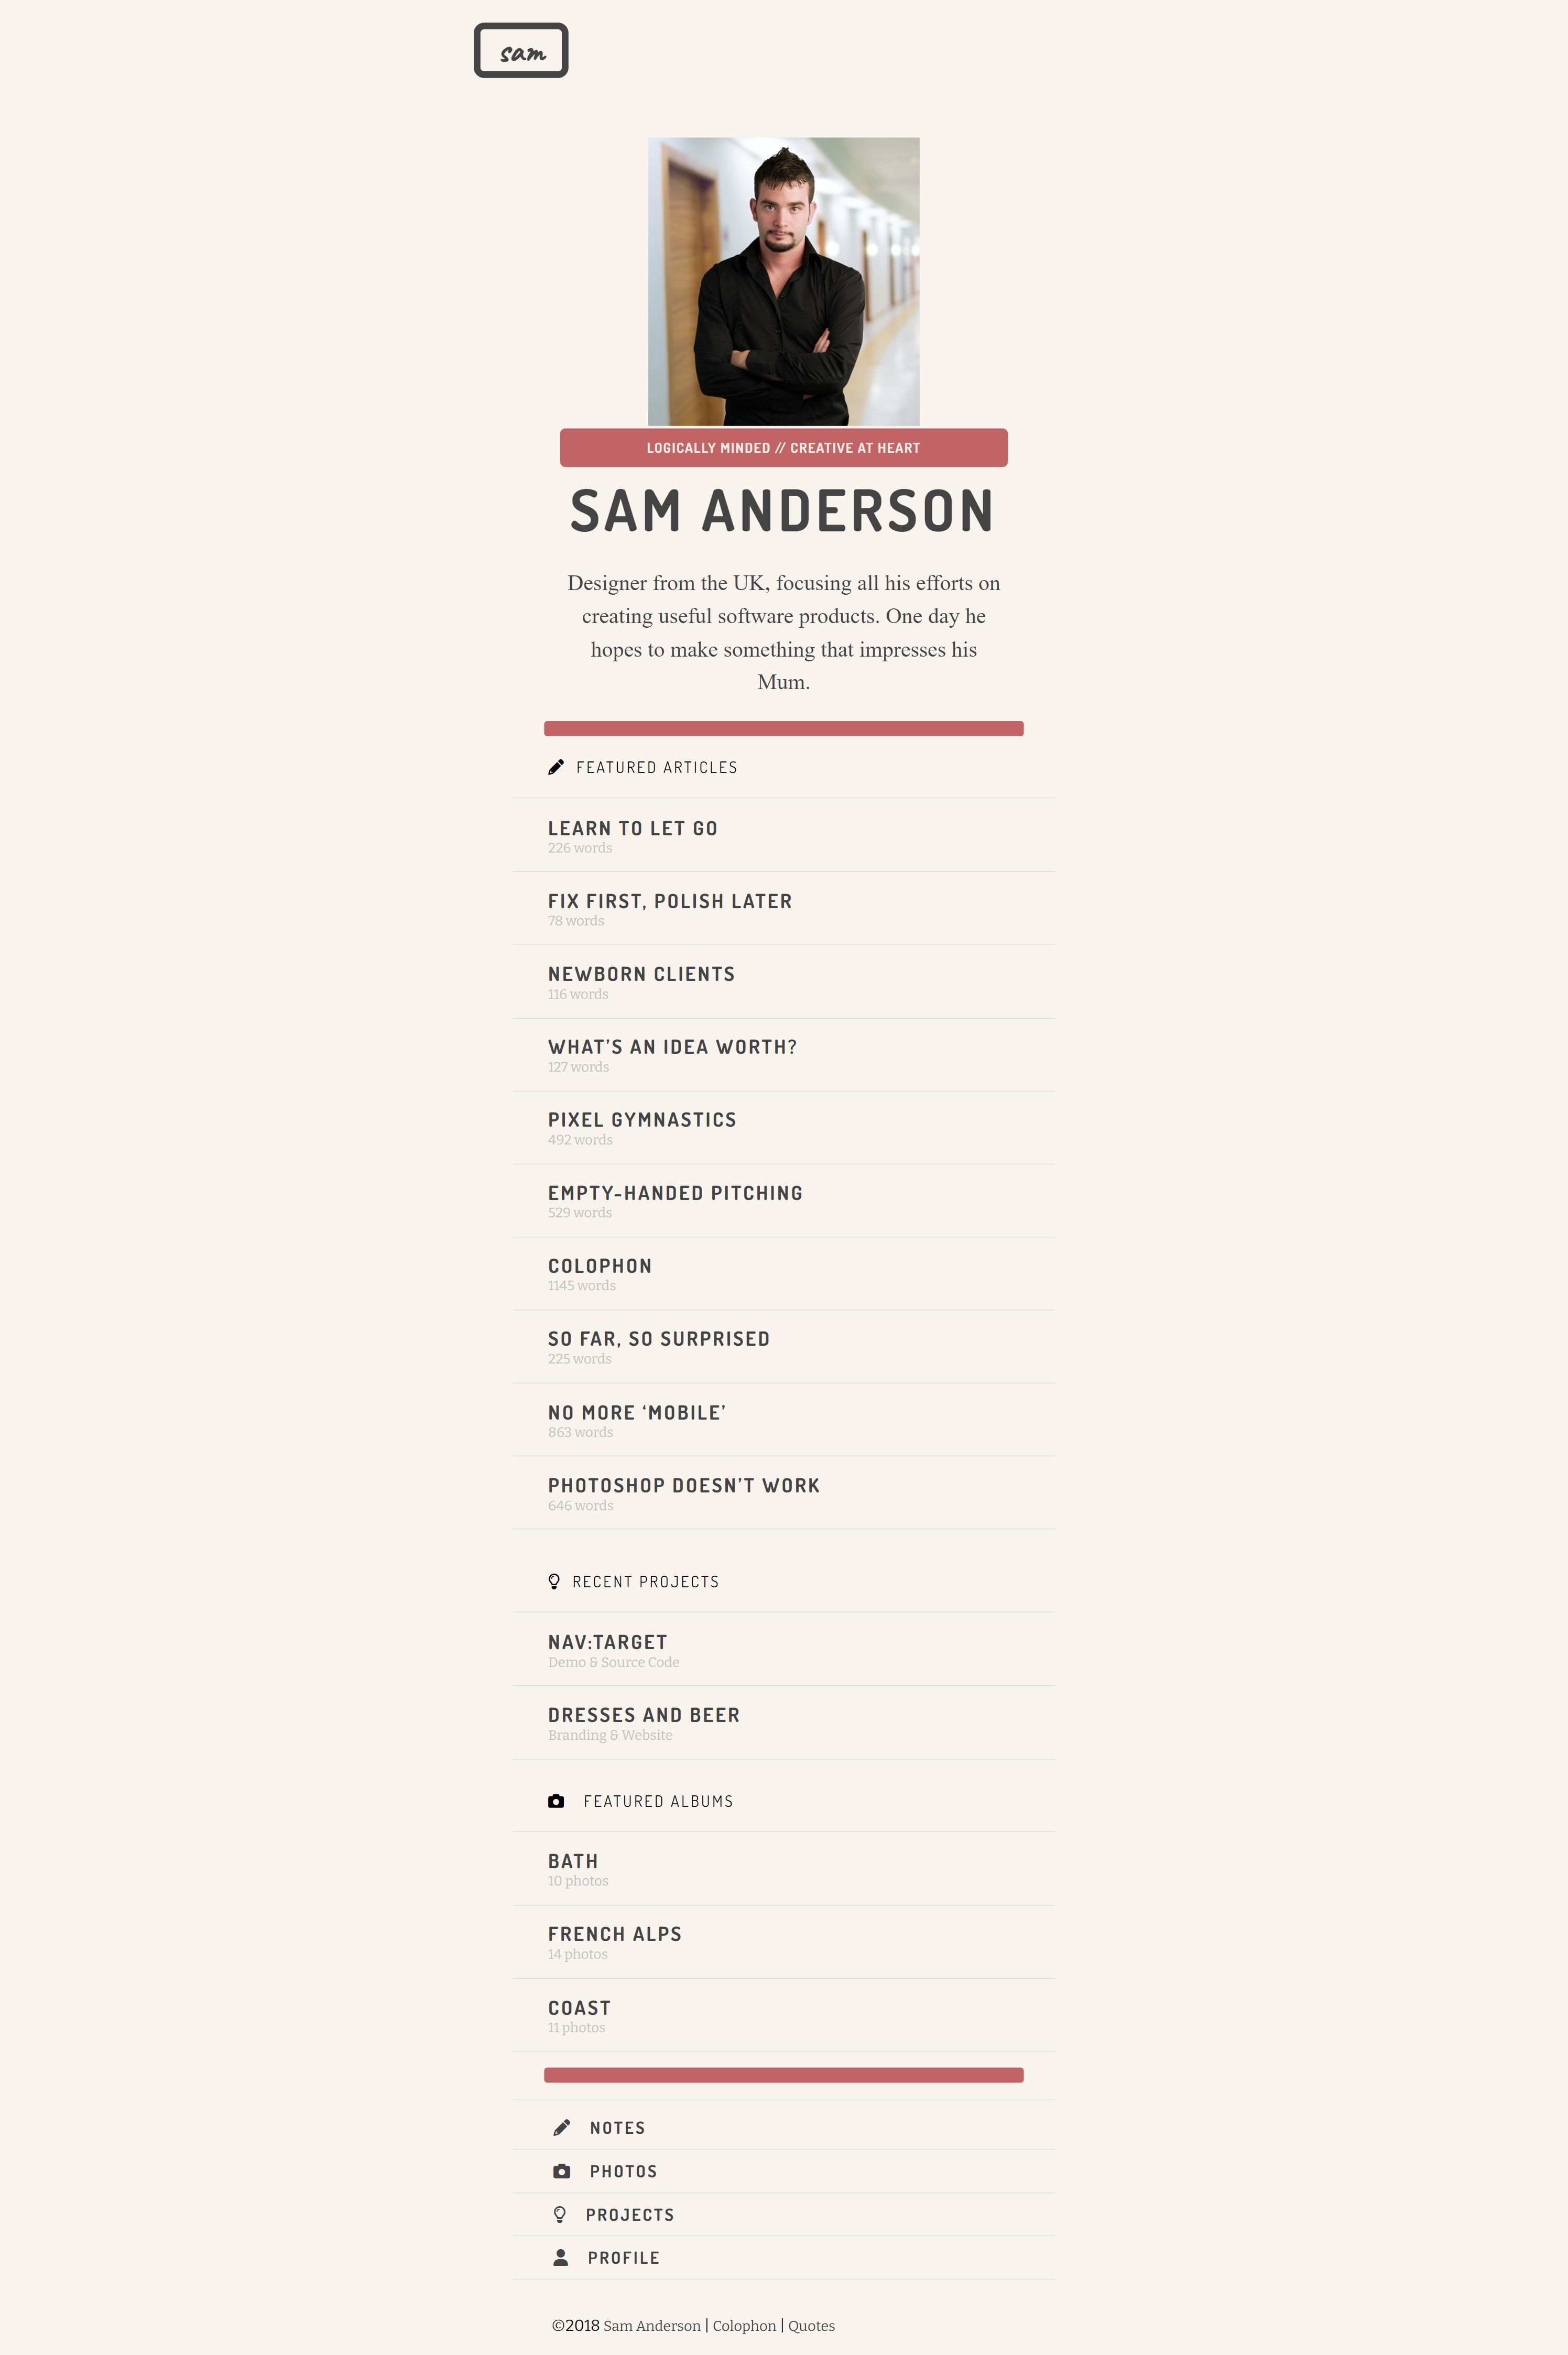 sam
LOGICALLY MINDED // CREATIVE AT HEART
SAM ANDERSON
Designer from the UK, focusing all his efforts on
creating useful software products. One day he
hopes to make something that impresses his
Mum.
FEATURED ARTICLES
LEARN TO LET GO
226 words
FIX FIRST, POLISH LATER
78 words
NEWBORN CLIENTS
116 words
WHAT’S AN IDEA WORTH?
127 words
PIXEL GYMNASTICS
492 words
EMPTY-HANDED PITCHING
529 words
COLOPHON
1145 words
SO FAR, SO SURPRISED
225 words
NO MORE ‘MOBILE’
863 words
PHOTOSHOP DOESN’T WORK
646 words
RECENT PROJECTS
NAV:TARGET
Demo & Source Code
DRESSES AND BEER
Branding & Website
FEATURED ALBUMS
BATH
10 photos
FRENCH ALPS
14 photos
COAST
11 photos
NOTES
PHOTOS
PROJECTS
PROFILE
©2018 Sam Anderson | Colophon | Quotes